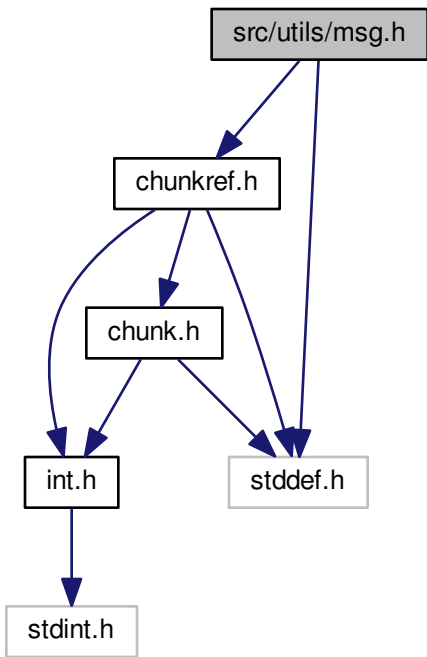 src/utils/msg.h
chunkref.h
chunk.h
int.h
stddef.h
stdint.h